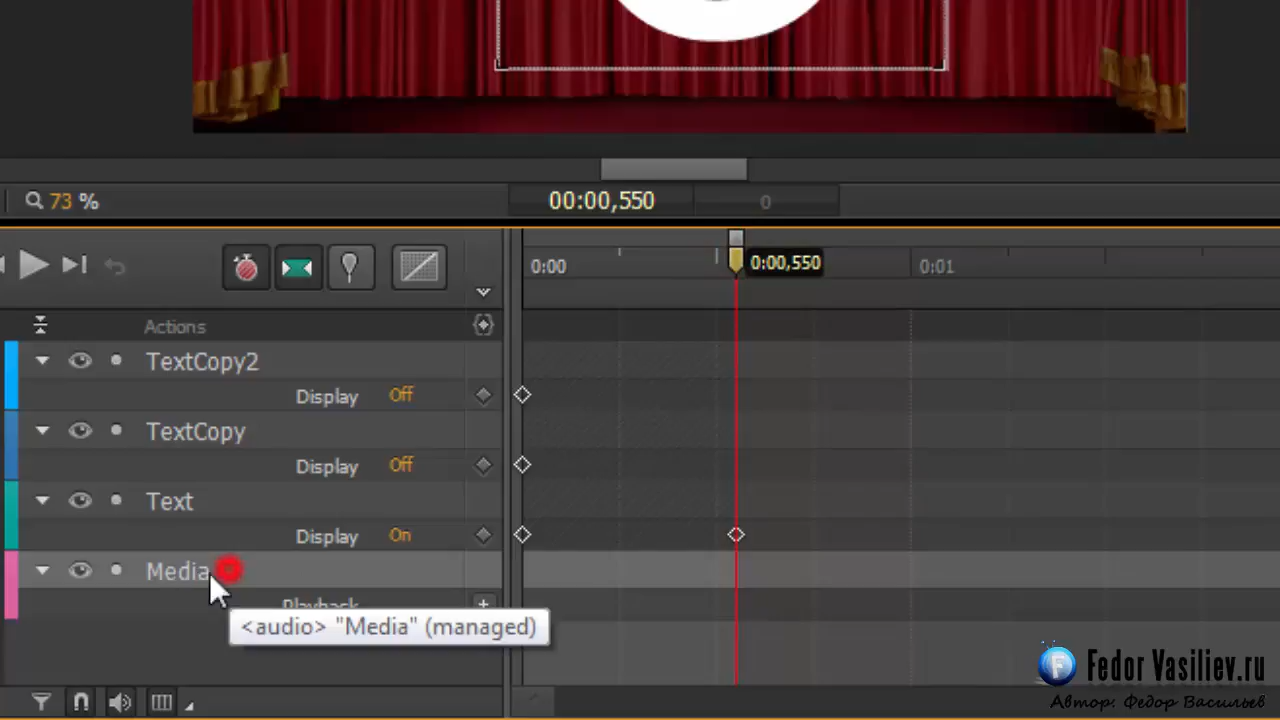 73 %
00:00,550
0
0:00
0:00,550
0:01
Actions
TextCopy2
Display Off
TextCopy
Display Off
Text
Display On
Media
Playback
<audio> "Media" (managed)
Fedor Vasiliev.ru
Автор: Федор Васильев